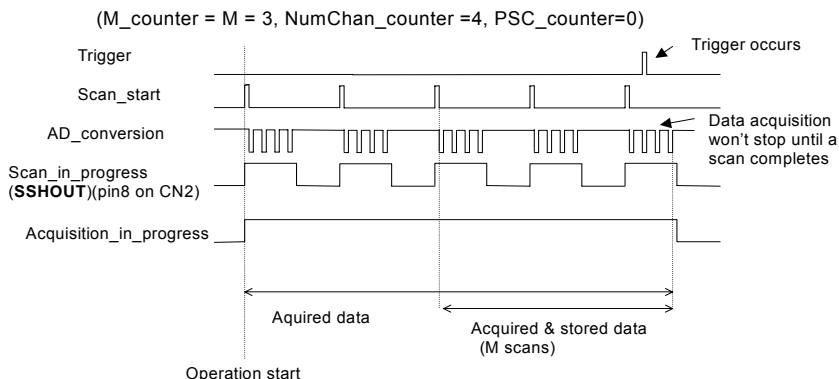 (M_counter = M = 3, NumChan_counter =4, PSC_counter=0)
Trigger
Trigger occurs
Scan_start
AD_conversion
Data acquisition
won't stop until a
scan completes
Scan_in_progress
(SSHOUT)(pin8 on CN2)
Acquisition_in_progress
Aquired data
Acquired & stored data
(M scans)
Operation start